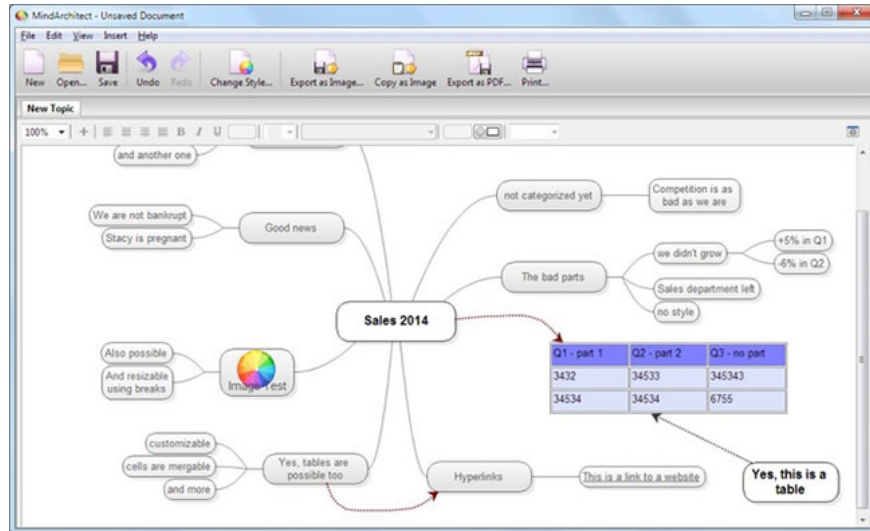 MindArchitect - Unsaved Document
File Edit View Insert Help
New Open... Save Undo Redo Change Style... Export as Image... Copy as Image Export as PDF... Print...
New Topic
100% B I U
and another one
not categorized yet
Competition is as
bad as we are
We are not bankrupt
Stacy is pregnant
Good news
we didn't grow
+5% in Q1
-6% in Q2
The bad parts
Sales department left
no style
Sales 2014
Q1 - part 1 Q2 - part 2 Q3 - no part
3432 34533 345343
34534 34534 6755
Also possible
And resizable
using breaks
Image Test
customizable
cells are mergable
and more
Yes, tables are
possible too
Hyperlinks
This is a link to a website
Yes, this is a
table